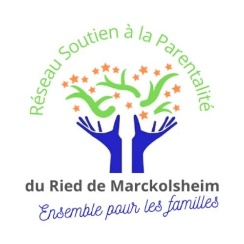 Réseau Soutien à la Parentalité
du Ried de Marckolsheim
Ensemble pour les familles